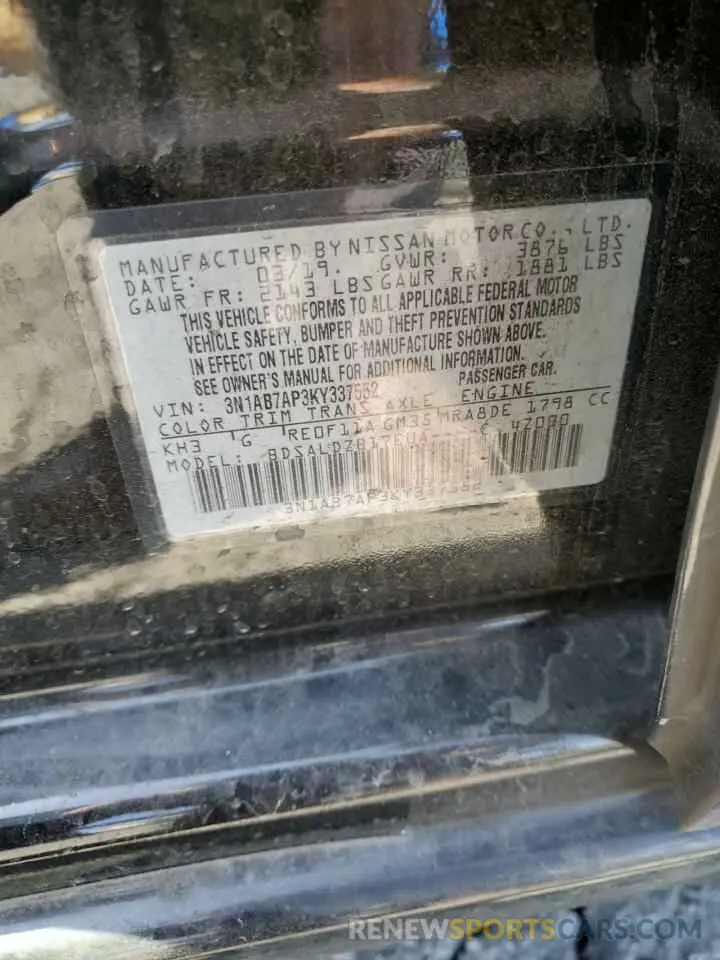 MANUFACTURED BY NISSAN MOTOR CO., LTD.
DATE: 03/19. GVWR: 3876 LBS
GAWR FR: 2143 LBS GAWR RR: 1881 LBS
THIS VEHICLE CONFORMS TO ALL APPLICABLE FEDERAL MOTOR
VEHICLE SAFETY, BUMPER AND THEFT PREVENTION STANDARDS
IN EFFECT ON THE DATE OF MANUFACTURE SHOWN ABOVE.
SEE OWNER'S MANUAL FOR ADDITIONAL INFORMATION.
VIN: 3N1AB7AP3KY337552 PASSENGER CAR.
COLOR TRIM TRANS AXLE ENGINE
KH3 G RE0F11A GM35 MRA8DE 1798 CC
MODEL: 47090
RENEWSPORTSCARS.COM